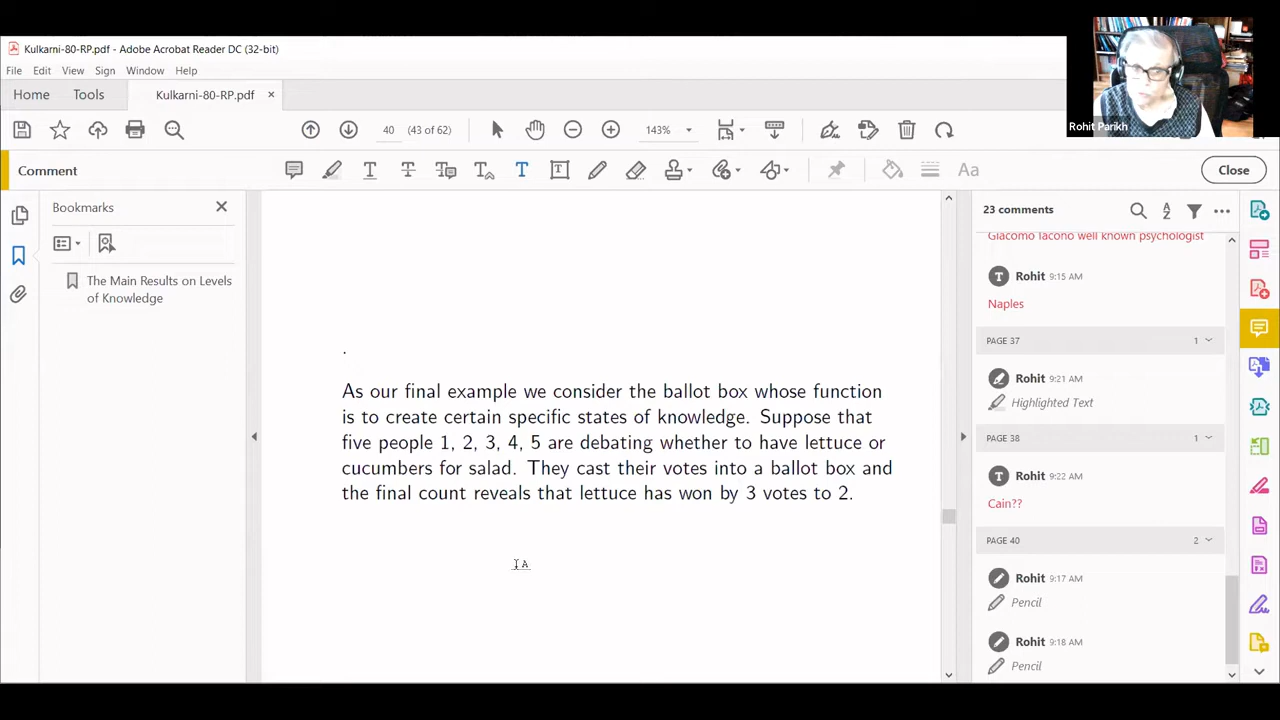 Kulkarni-80-RP.pdf - Adobe Acrobat Reader DC (32-bit)
File Edit View Sign Window Help
Home Tools Kulkarni-80-RP.pdf ×
40 (43 of 62) 143%
Comment
Close
Bookmarks
The Main Results on Levels
of Knowledge
.
As our final example we consider the ballot box whose function
is to create certain specific states of knowledge. Suppose that
five people 1, 2, 3, 4, 5 are debating whether to have lettuce or
cucumbers for salad. They cast their votes into a ballot box and
the final count reveals that lettuce has won by 3 votes to 2.
23 comments
Giacomo Iacono well known psychologist
Rohit 9:15 AM
Naples
PAGE 37 1
Rohit 9:21 AM
Highlighted Text
PAGE 38 1
Rohit 9:22 AM
Cain??
PAGE 40 2
Rohit 9:17 AM
Pencil
Rohit 9:18 AM
Pencil
Rohit Parikh